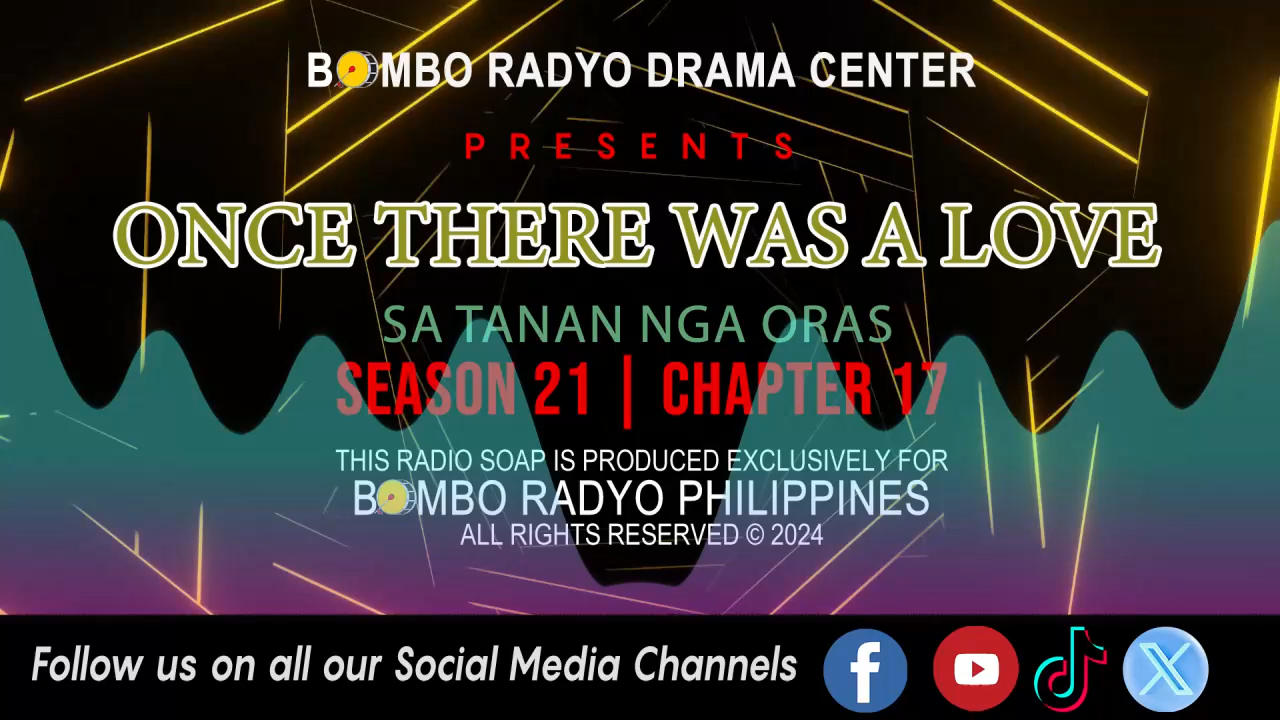 BOMBO RADYO DRAMA CENTER
PRESENTS
ONCE THERE WAS A LOVE
SA TANAN NGA ORAS
SEASON 21 | CHAPTER 17
THIS RADIO SOAP IS PRODUCED EXCLUSIVELY FOR
BOMBO RADYO PHILIPPINES
ALL RIGHTS RESERVED © 2024
Follow us on all our Social Media Channels